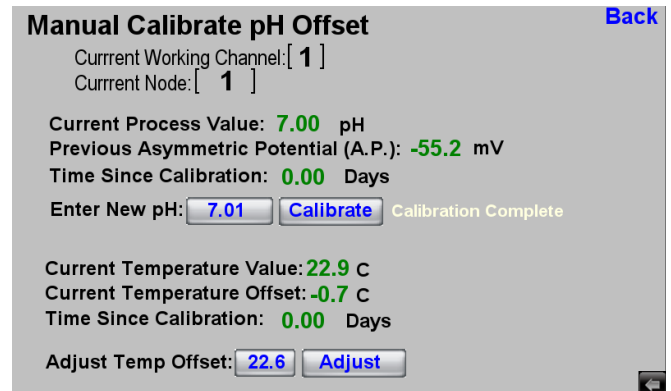 Back
Manual Calibrate pH Offset
Currrent Working Channel:[ 1 ]
Currrent Node:[ 1 ]
Current Process Value: 7.00 pH
Previous Asymmetric Potential (A.P.): -55.2 mV
Time Since Calibration: 0.00 Days
Enter New pH: 7.01 Calibrate Calibration Complete
Current Temperature Value: 22.9 C
Current Temperature Offset: -0.7 C
Time Since Calibration: 0.00 Days
Adjust Temp Offset: 22.6 Adjust